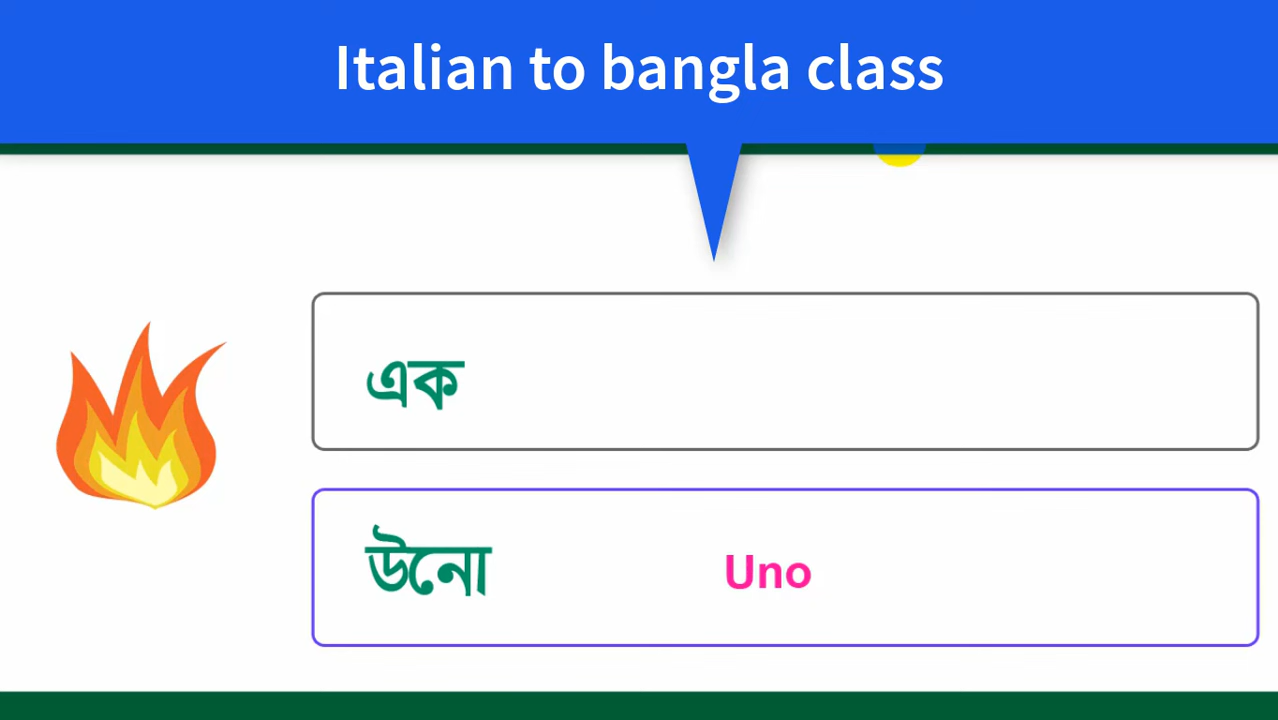 Italian to bangla class
এক
উনো Uno